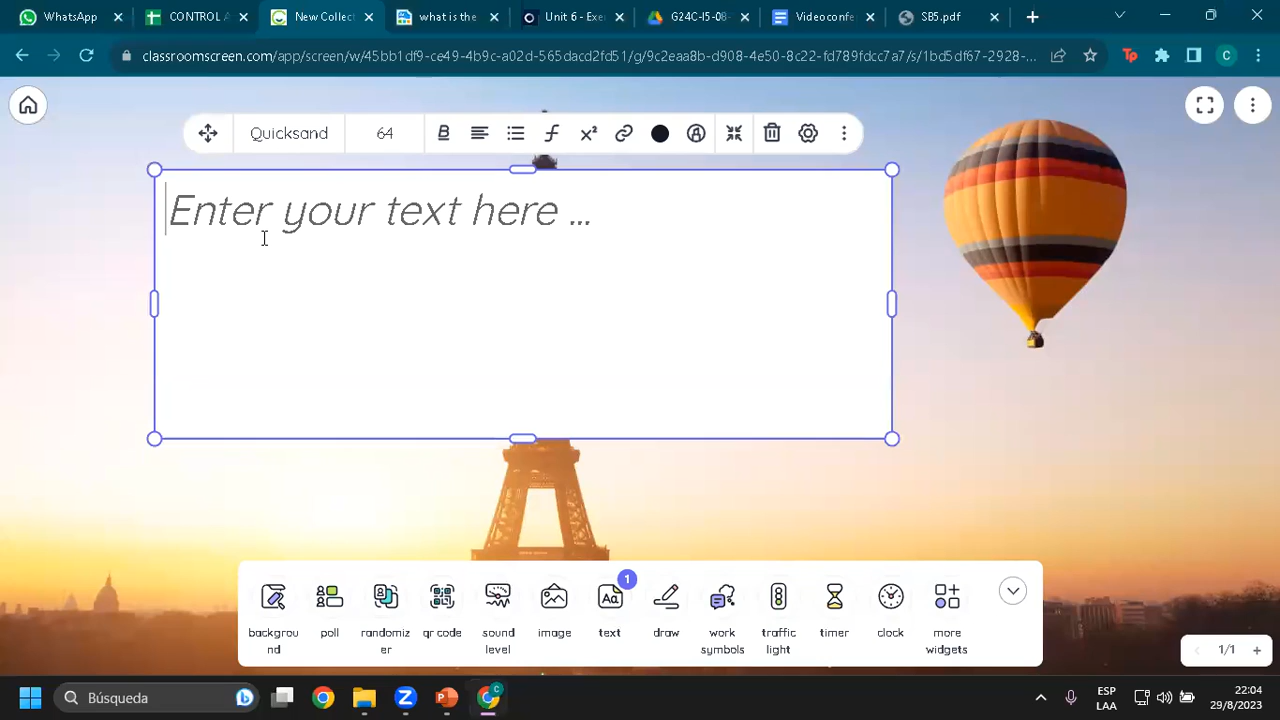 WhatsApp
CONTROL A
New Collect
what is the
Unit 6 - Exer
G24C-I5-08-
Videoconfe
SB5.pdf
classroomscreen.com/app/screen/w/45bb1df9-ce49-4b9c-a02d-565dacd2fd51/g/9c2eaa8b-d908-4e50-8c22-fd789fdcc7a7/s/1bd5df67-2928-...
Quicksand 64
Enter your text here ...
1
backgrou
nd
poll
randomiz
er
qr code
sound
level
image
text
draw
work
symbols
traffic
light
timer
clock
more
widgets
1/1
Búsqueda
ESP
LAA
22:04
29/8/2023